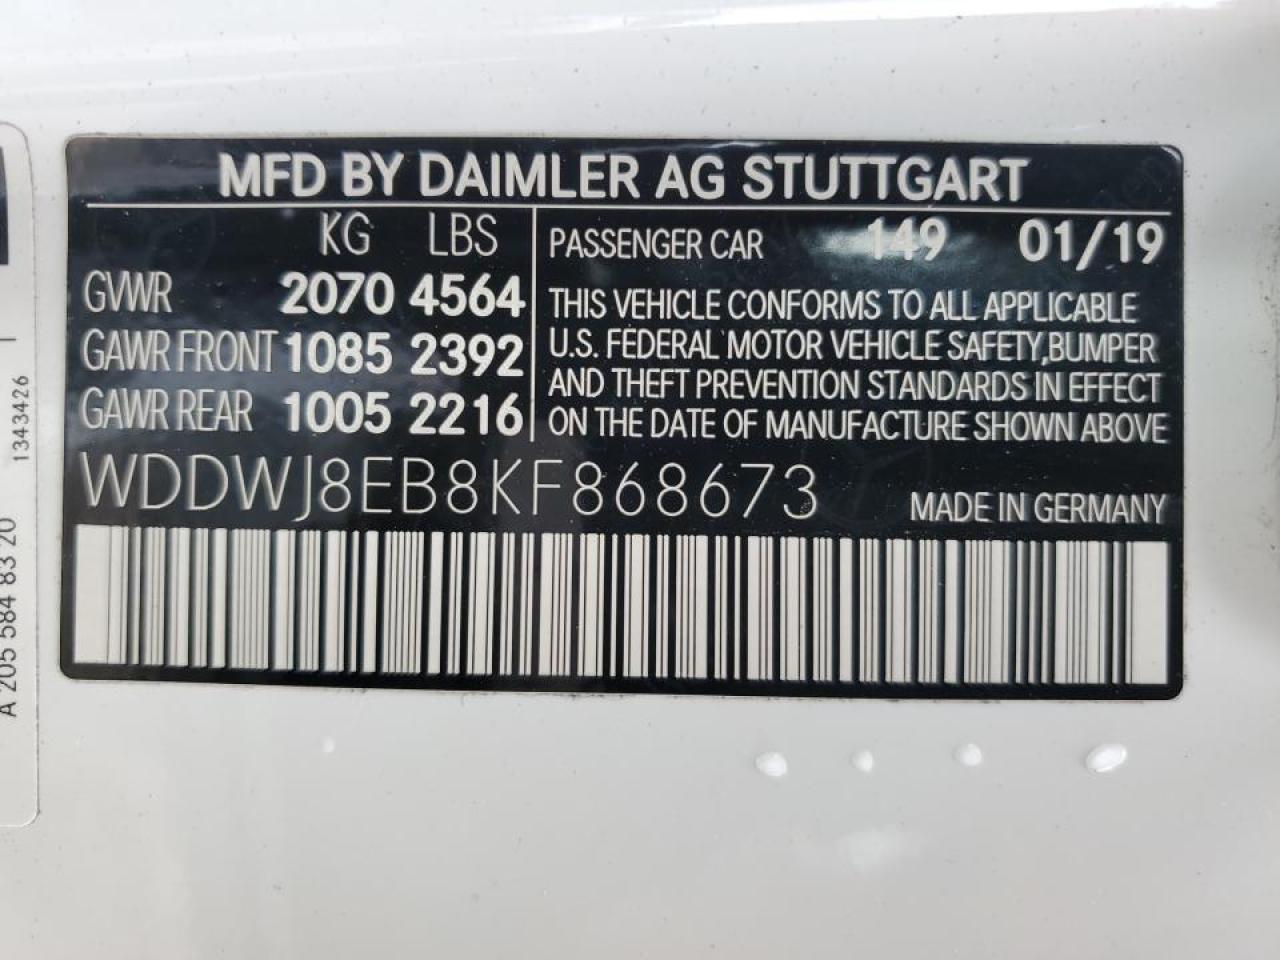 MFD BY DAIMLER AG STUTTGART
KG LBS
GVWR 2070 4564
GAWR FRONT 1085 2392
GAWR REAR 1005 2216
PASSENGER CAR 149 01/19
THIS VEHICLE CONFORMS TO ALL APPLICABLE
U.S. FEDERAL MOTOR VEHICLE SAFETY,BUMPER
AND THEFT PREVENTION STANDARDS IN EFFECT
ON THE DATE OF MANUFACTURE SHOWN ABOVE
WDDWJ8EB8KF868673
MADE IN GERMANY
A 205 584 83 20 1343426